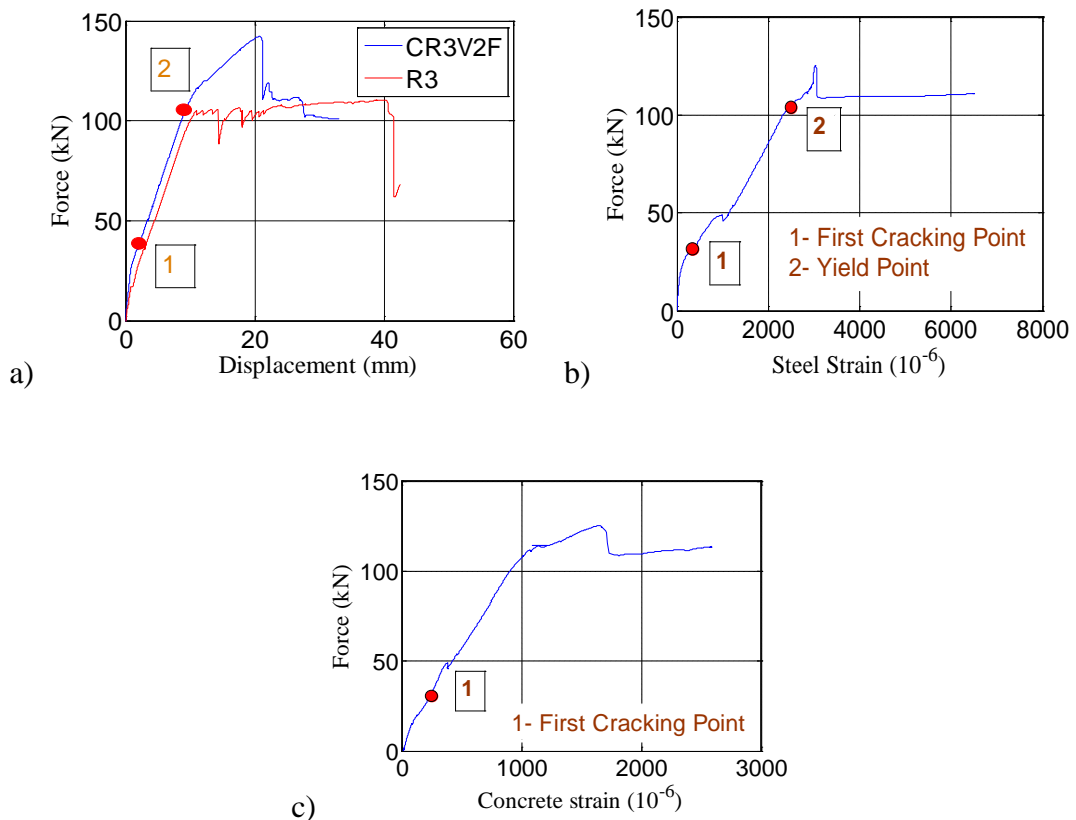 150
100
50
0
Force (kN)
0
20
40
60
Displacement (mm)
CR3V2F
R3
2
1
a)
150
100
50
0
Force (kN)
0
2000
4000
6000
8000
Steel Strain (10⁻⁶)
2
1
1- First Cracking Point
2- Yield Point
b)
150
100
50
0
Force (kN)
0
1000
2000
3000
Concrete strain (10⁻⁶)
1
1- First Cracking Point
c)